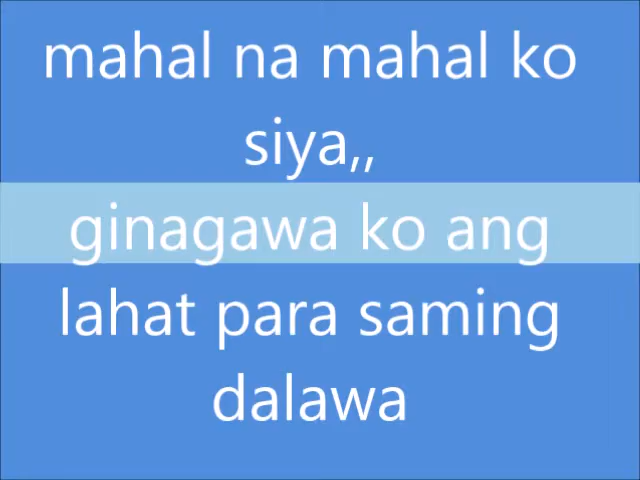 mahal na mahal ko
siya,,
ginagawa ko ang
lahat para saming
dalawa